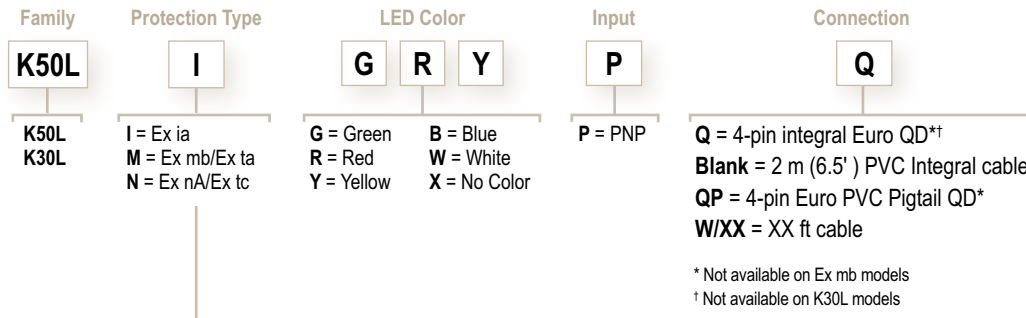 Family Protection Type LED Color Input Connection
K50L I G R Y P Q
K50L
K30L
I = Ex ia
M = Ex mb/Ex ta
N = Ex nA/Ex tc
G = Green
R = Red
Y = Yellow
B = Blue
W = White
X = No Color
P = PNP
Q = 4-pin integral Euro QD*†
Blank = 2 m (6.5' ) PVC Integral cable
QP = 4-pin Euro PVC Pigtail QD*
W/XX = XX ft cable
* Not available on Ex mb models
† Not available on K30L models